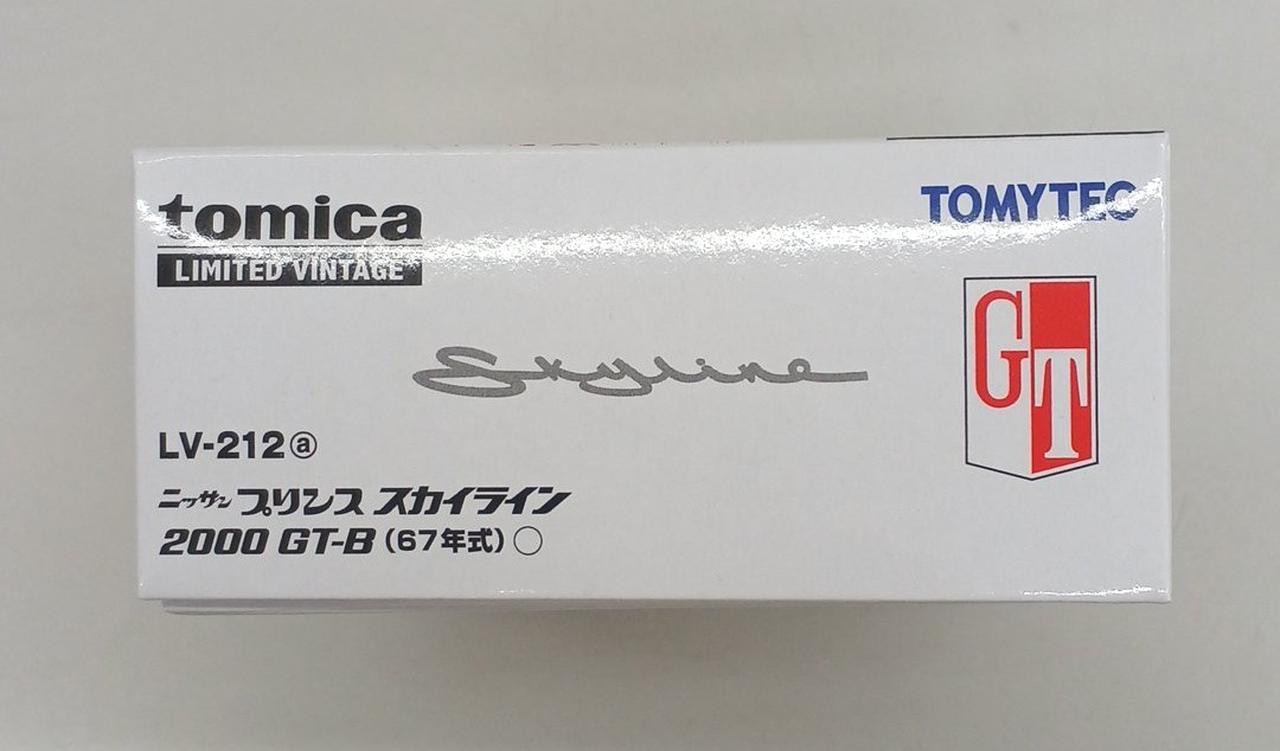 tomica
LIMITED VINTAGE
TOMYTEC
Skyline
GT
LV-212ⓐ
ニッサン プリンス スカイライン
2000 GT-B (67年式) ○